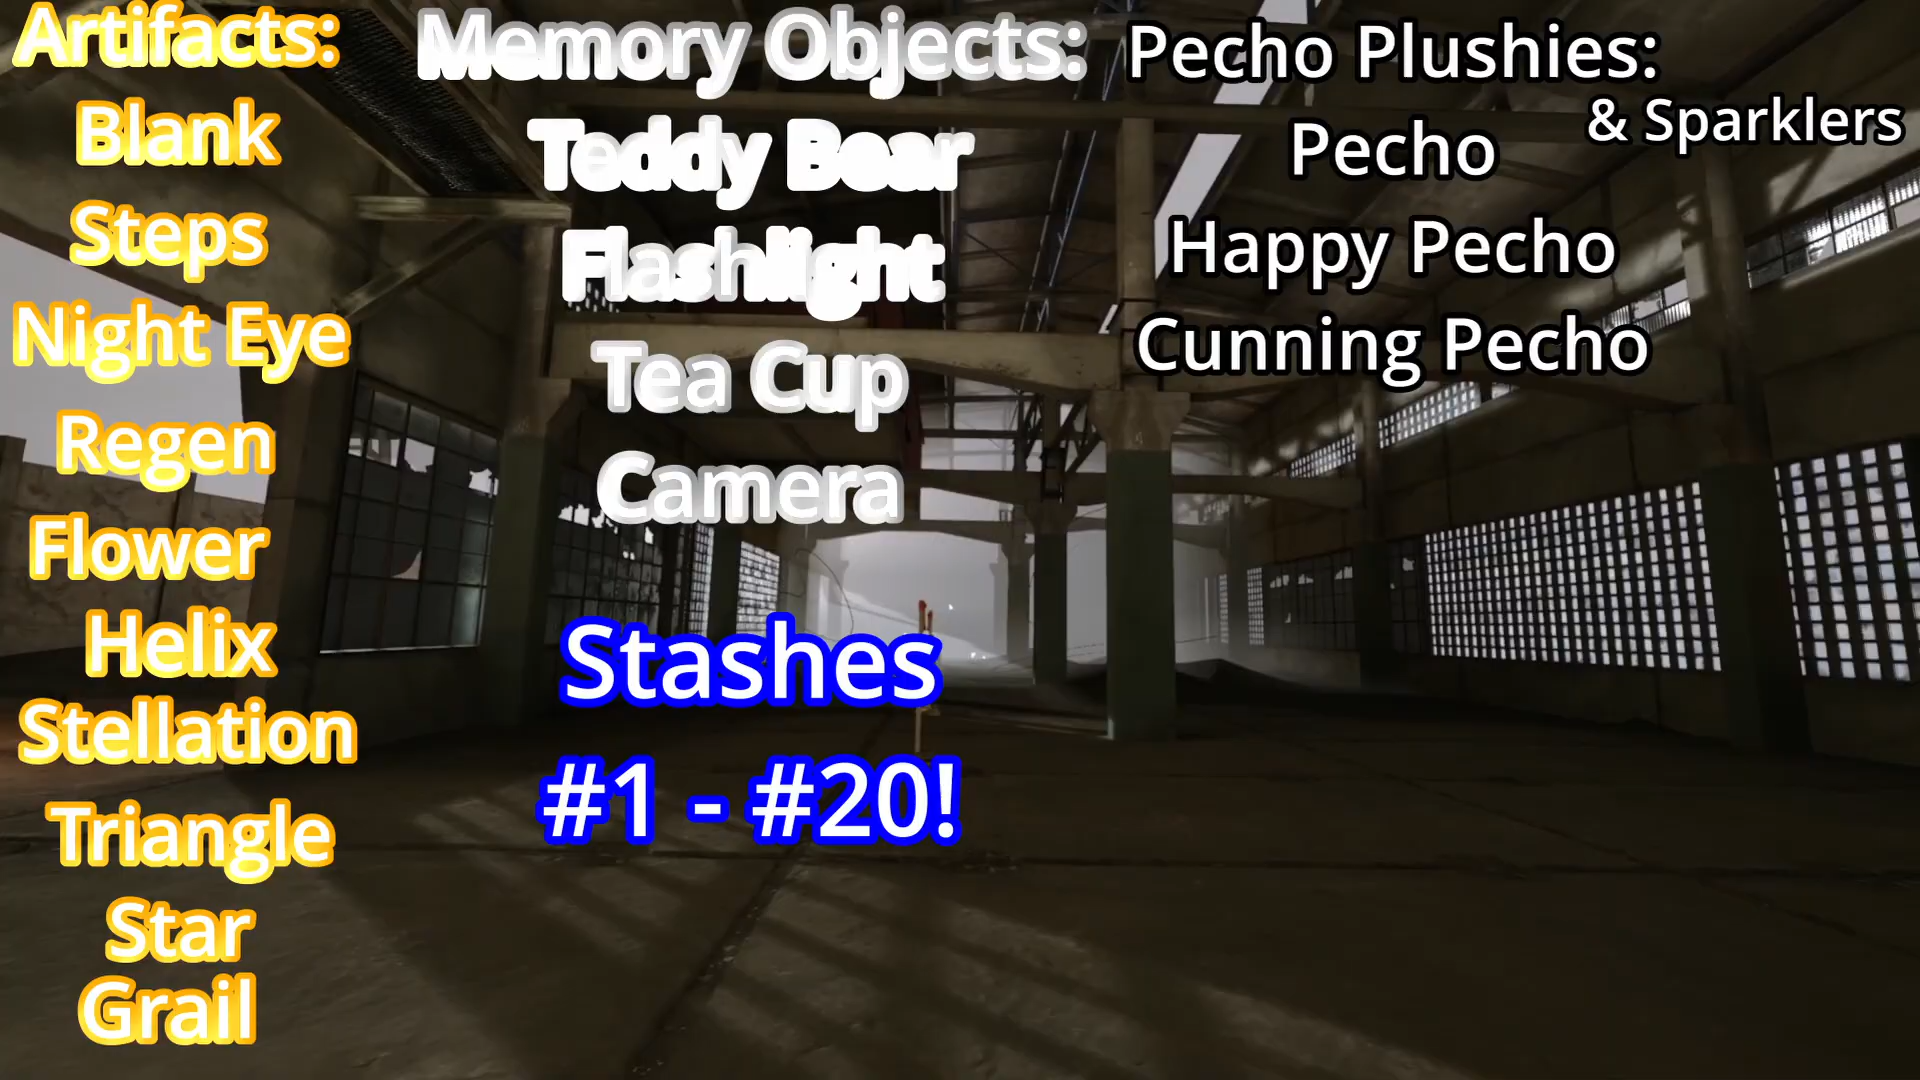 Artifacts:
Blank
Steps
Night Eye
Regen
Flower
Helix
Stellation
Triangle
Star
Grail
Memory Objects:
Teddy Bear
Flashlight
Tea Cup
Camera
Stashes
#1 - #20!
Pecho Plushies:
& Sparklers
Pecho
Happy Pecho
Cunning Pecho